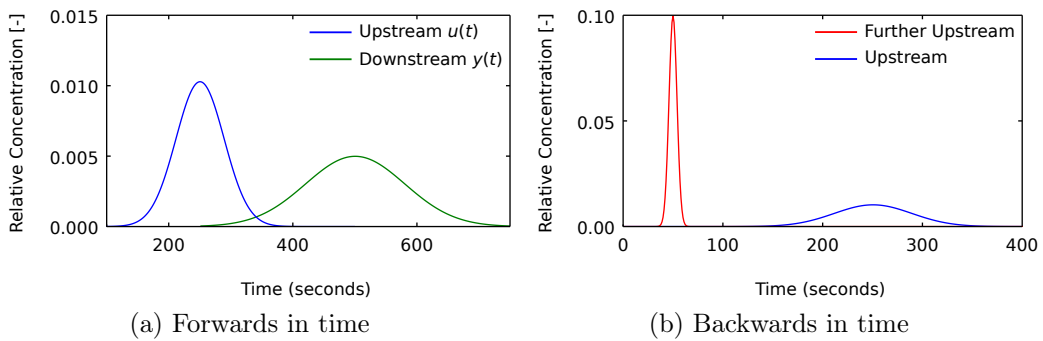 Relative Concentration [-]
0.015
0.010
0.005
0.000
200
400
600
Upstream u(t)
Downstream y(t)
Time (seconds)
(a) Forwards in time
Relative Concentration [-]
0.10
0.05
0.00
0
100
200
300
400
Further Upstream
Upstream
Time (seconds)
(b) Backwards in time